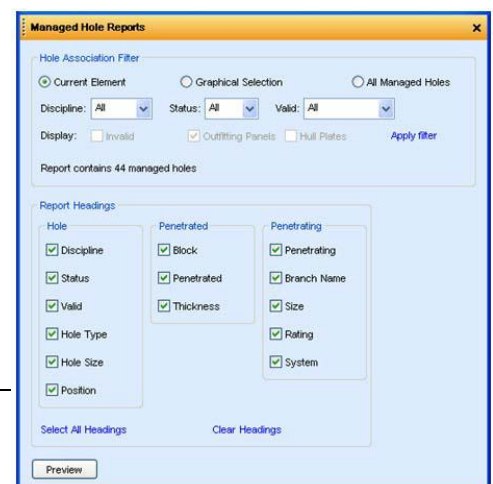 Managed Hole Reports
Hole Association Filter
Current Element Graphical Selection All Managed Holes
Discipline: All Status: All Valid: All
Display: Invalid Outfitting Panels Hull Plates Apply filter
Report contains 44 managed holes
Report Headings
Hole Penetrated Penetrating
Discipline Block Penetrating
Status Penetrated Branch Name
Valid Thickness Size
Hole Type Rating
Hole Size System
Position
Select All Headings Clear Headings
Preview